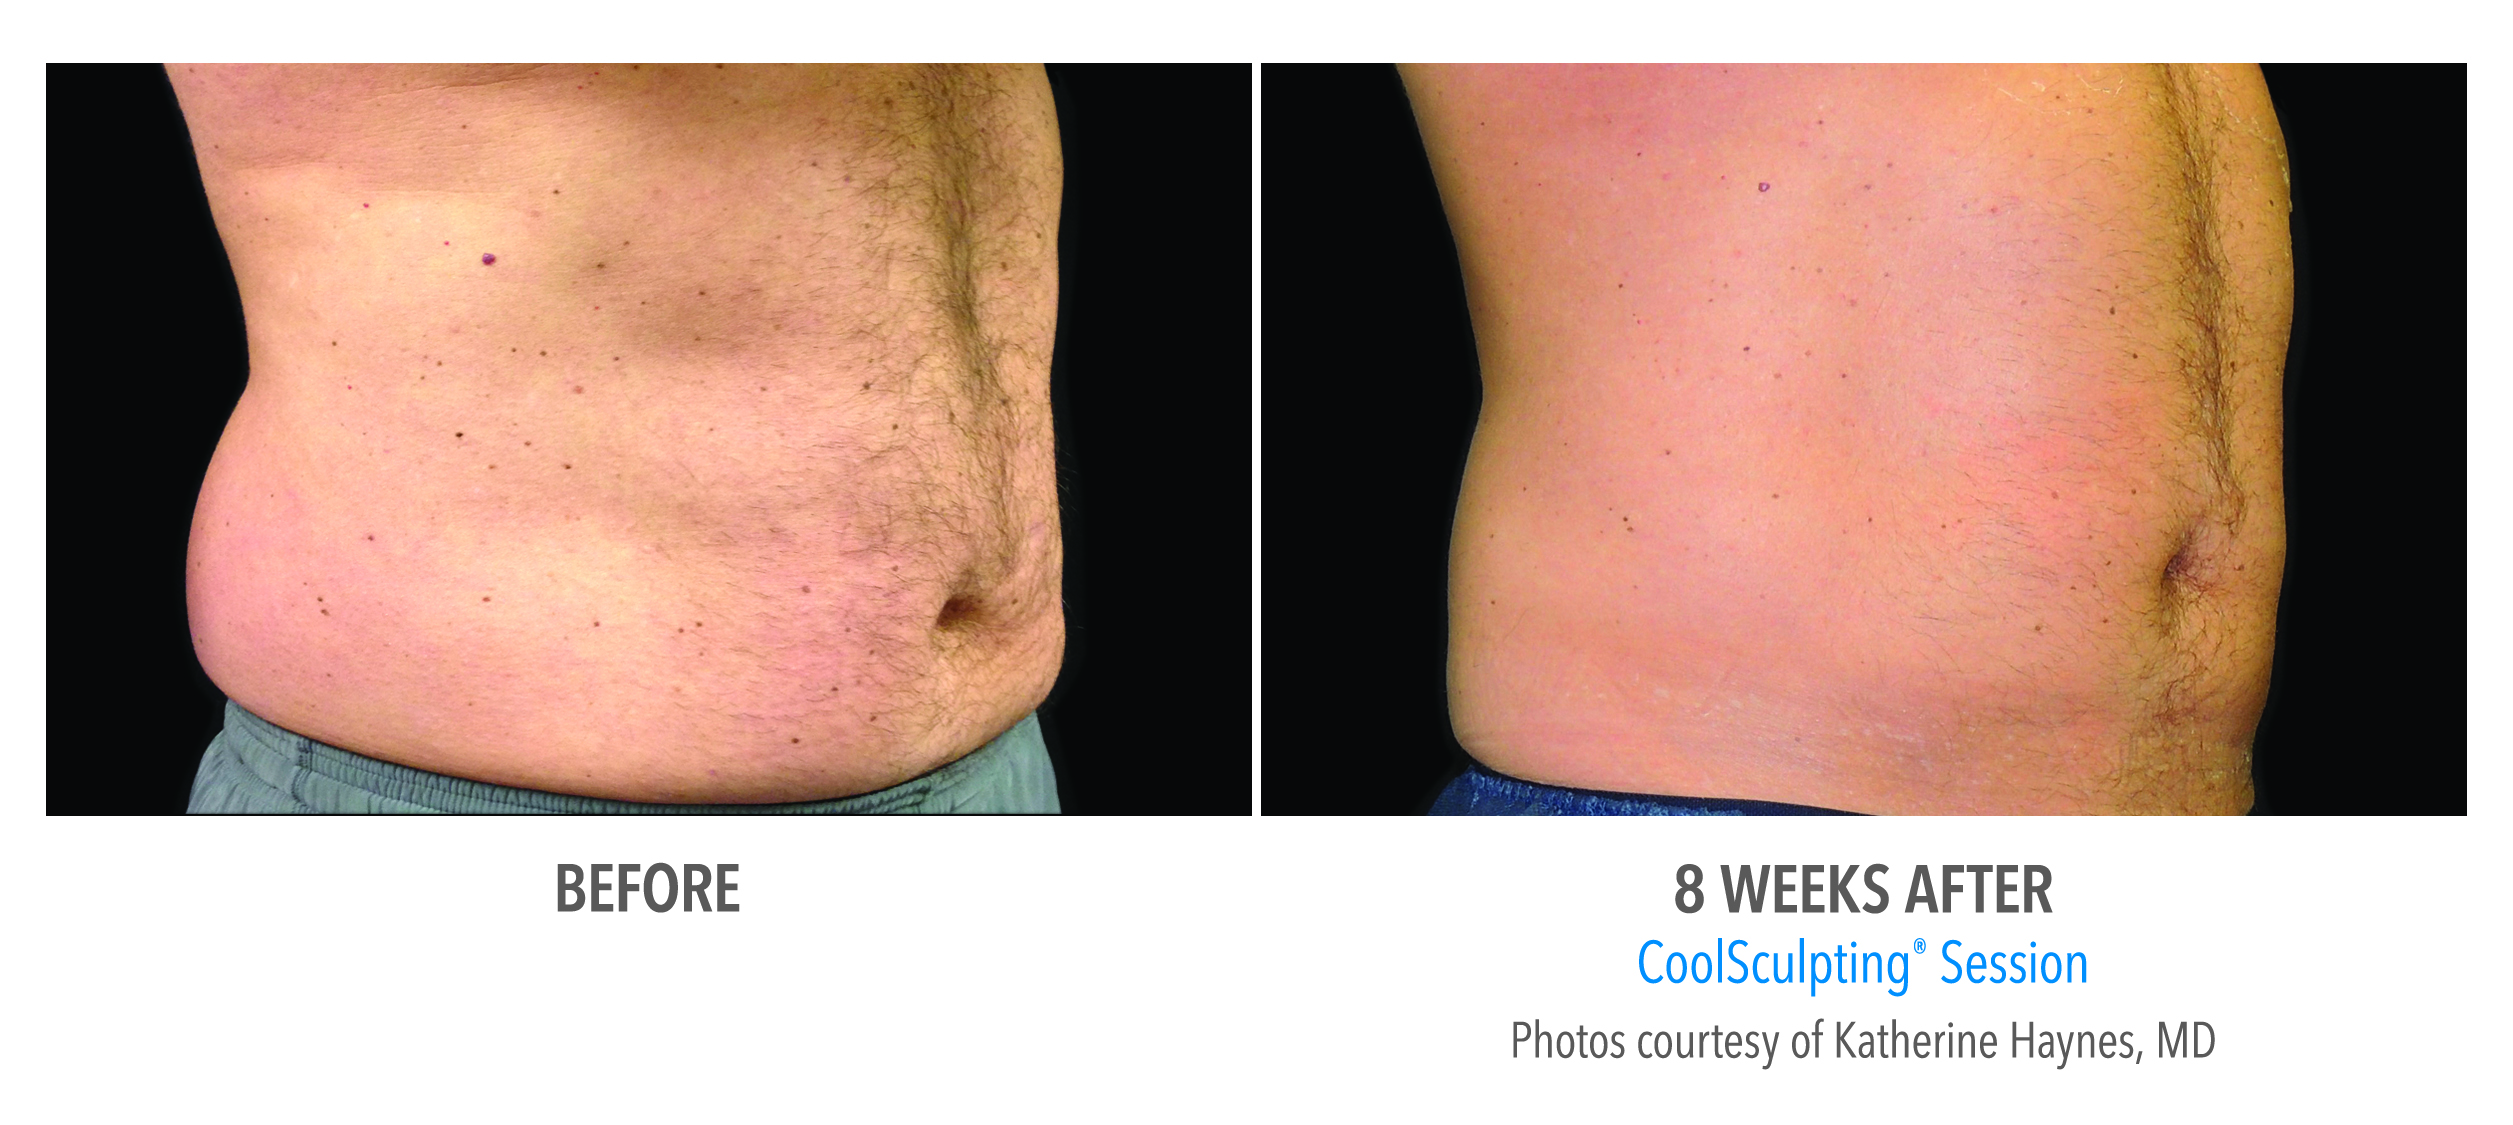 BEFORE
8 WEEKS AFTER
CoolSculpting® Session
Photos courtesy of Katherine Haynes, MD